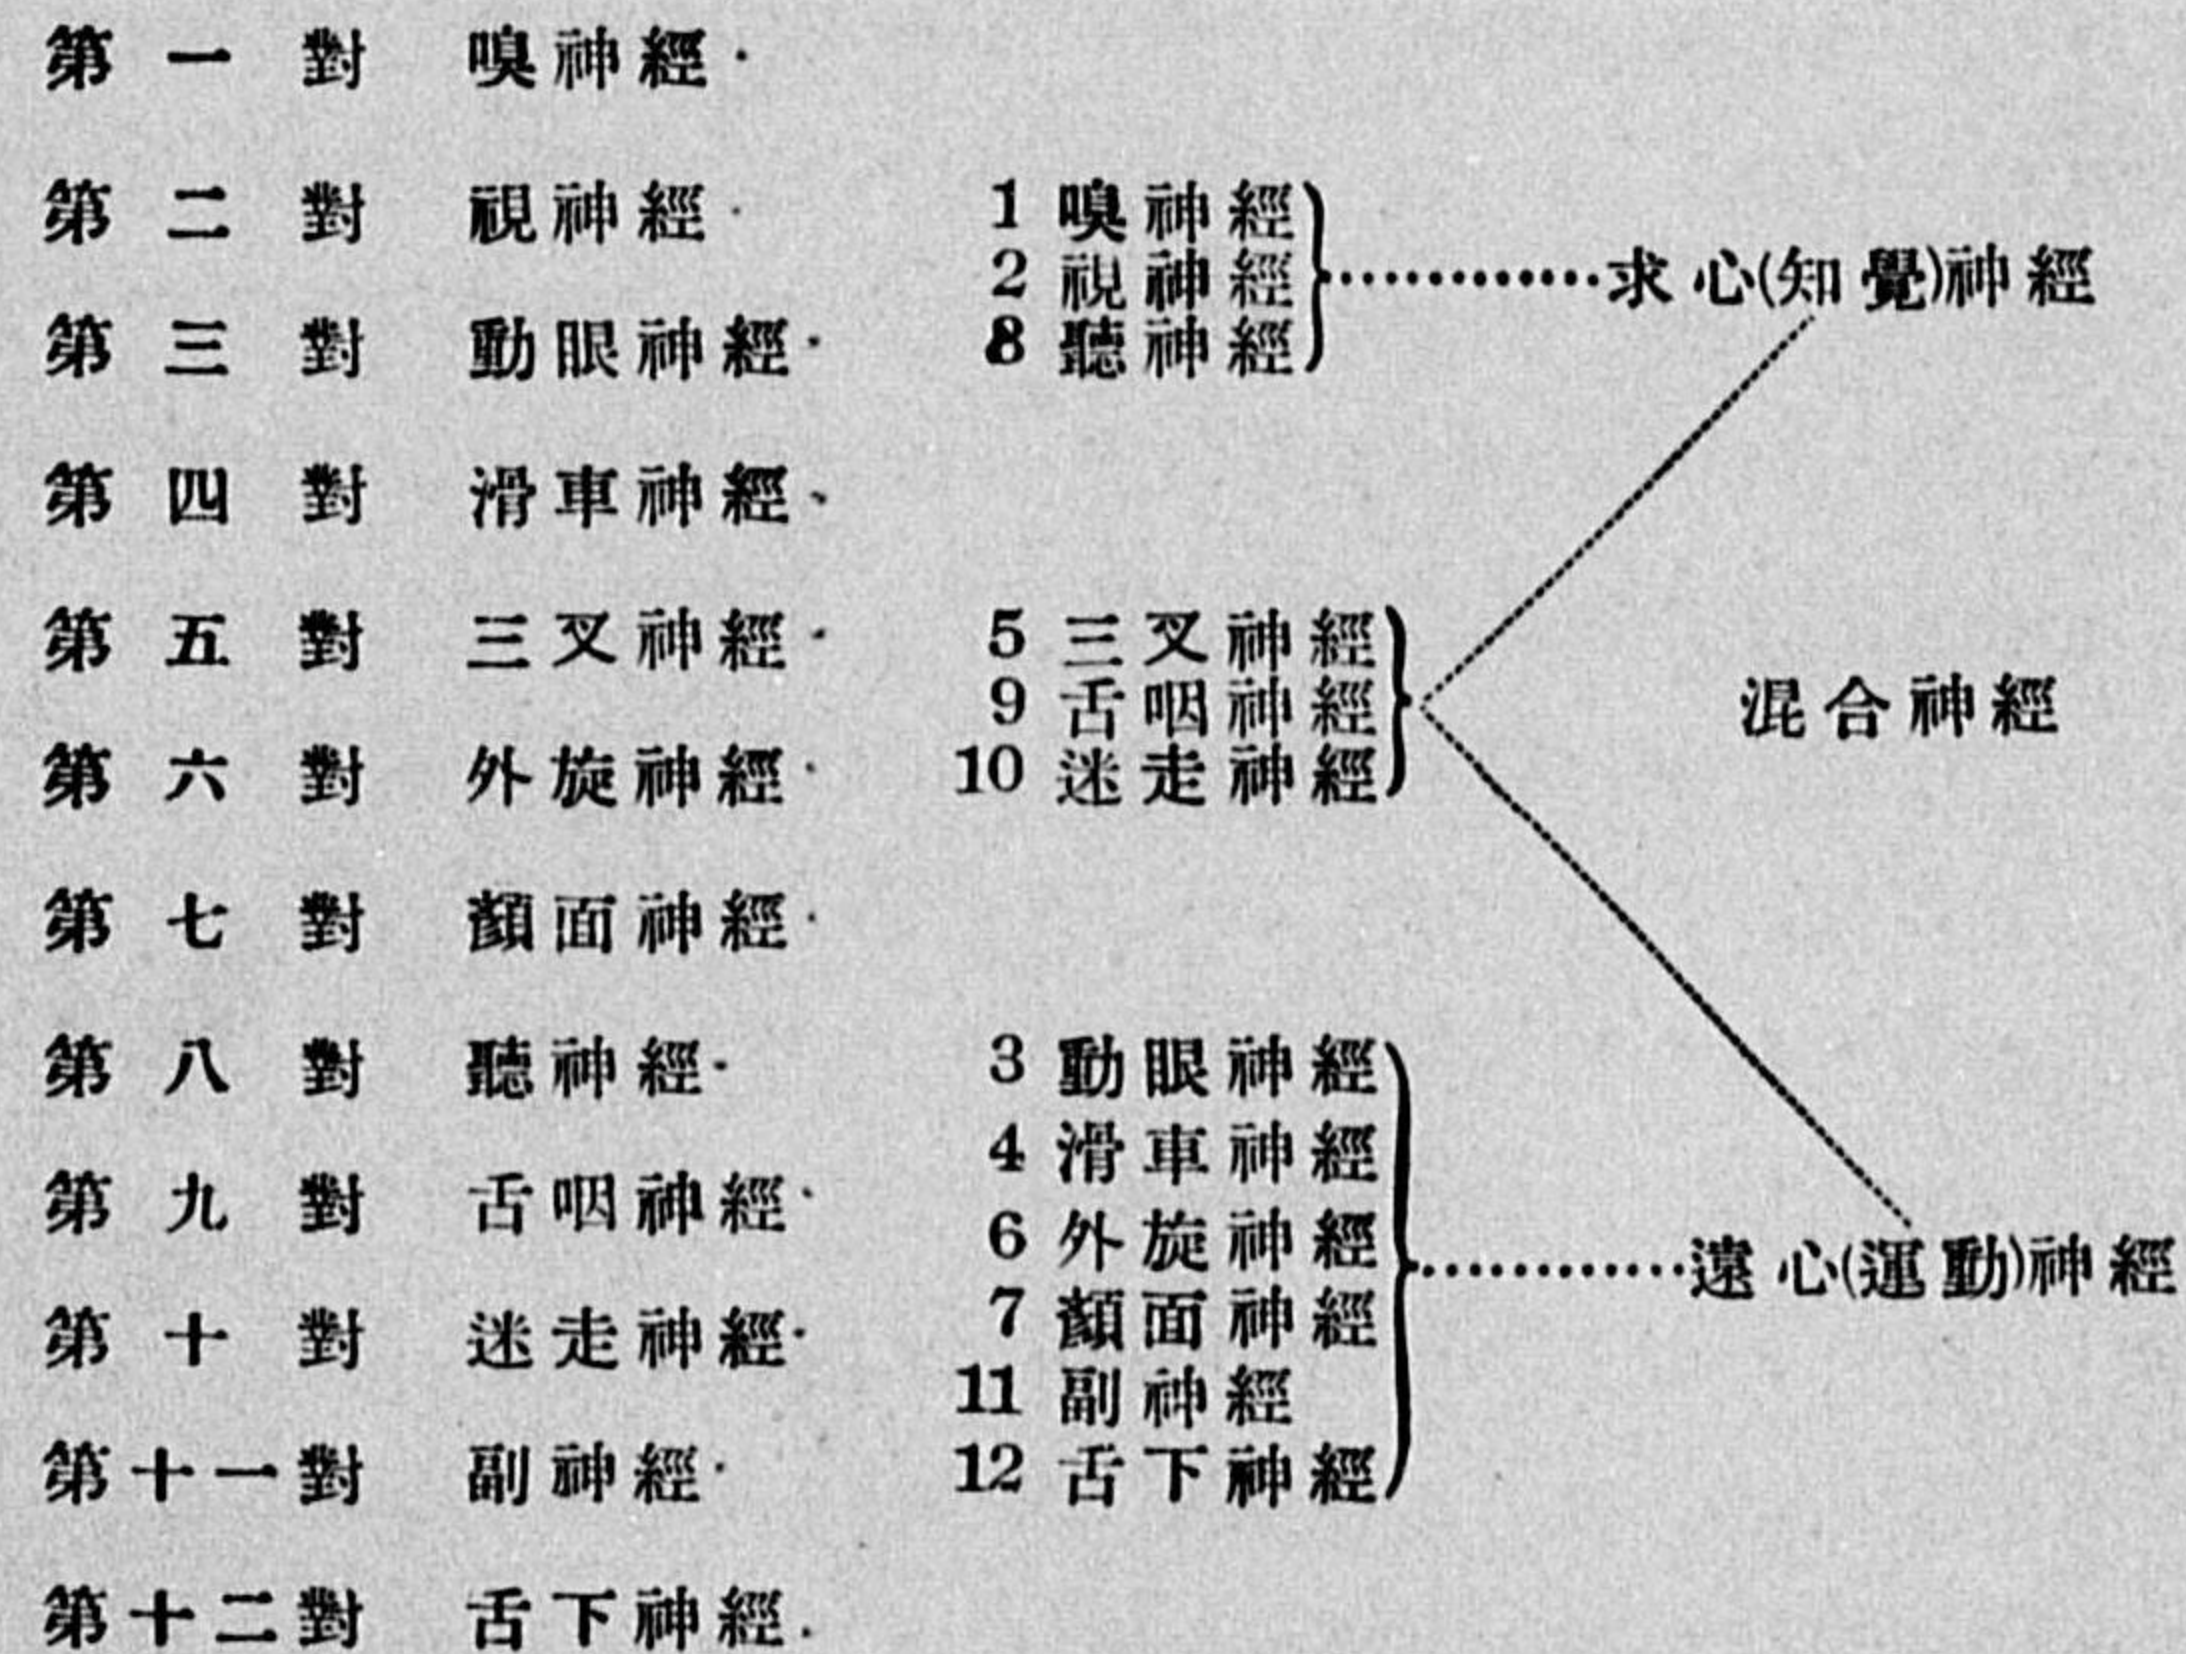 第一對 嗅神經
第二對 視神經
第三對 動眼神經
第四對 滑車神經
第五對 三叉神經
第六對 外旋神經
第七對 顏面神經
第八對 聽神經
第九對 舌咽神經
第十對 迷走神經
第十一對 副神經
第十二對 舌下神經
1 嗅神經
2 視神經
8 聽神經
求心(知覺)神經
5 三叉神經
9 舌咽神經
10 迷走神經
混合神經
3 動眼神經
4 滑車神經
6 外旋神經
7 顏面神經
11 副神經
12 舌下神經
遠心(運動)神經